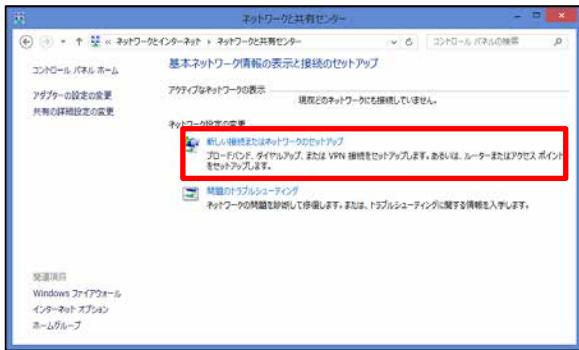 ネットワークと共有センター
« ネットワークとインターネット › ネットワークと共有センター
コントロール パネルの検索
コントロール パネル ホーム
アダプターの設定の変更
共有の詳細設定の変更
基本ネットワーク情報の表示と接続のセットアップ
アクティブなネットワークの表示
現在どのネットワークにも接続していません。
ネットワーク設定の変更
新しい接続またはネットワークのセットアップ
ブロードバンド、ダイヤルアップ、または VPN 接続をセットアップします。あるいは、ルーターまたはアクセス ポイント
をセットアップします。
問題のトラブルシューティング
ネットワークの問題を診断して修復します。または、トラブルシューティングに関する情報を入手します。
関連項目
Windows ファイアウォール
インターネット オプション
ホームグループ